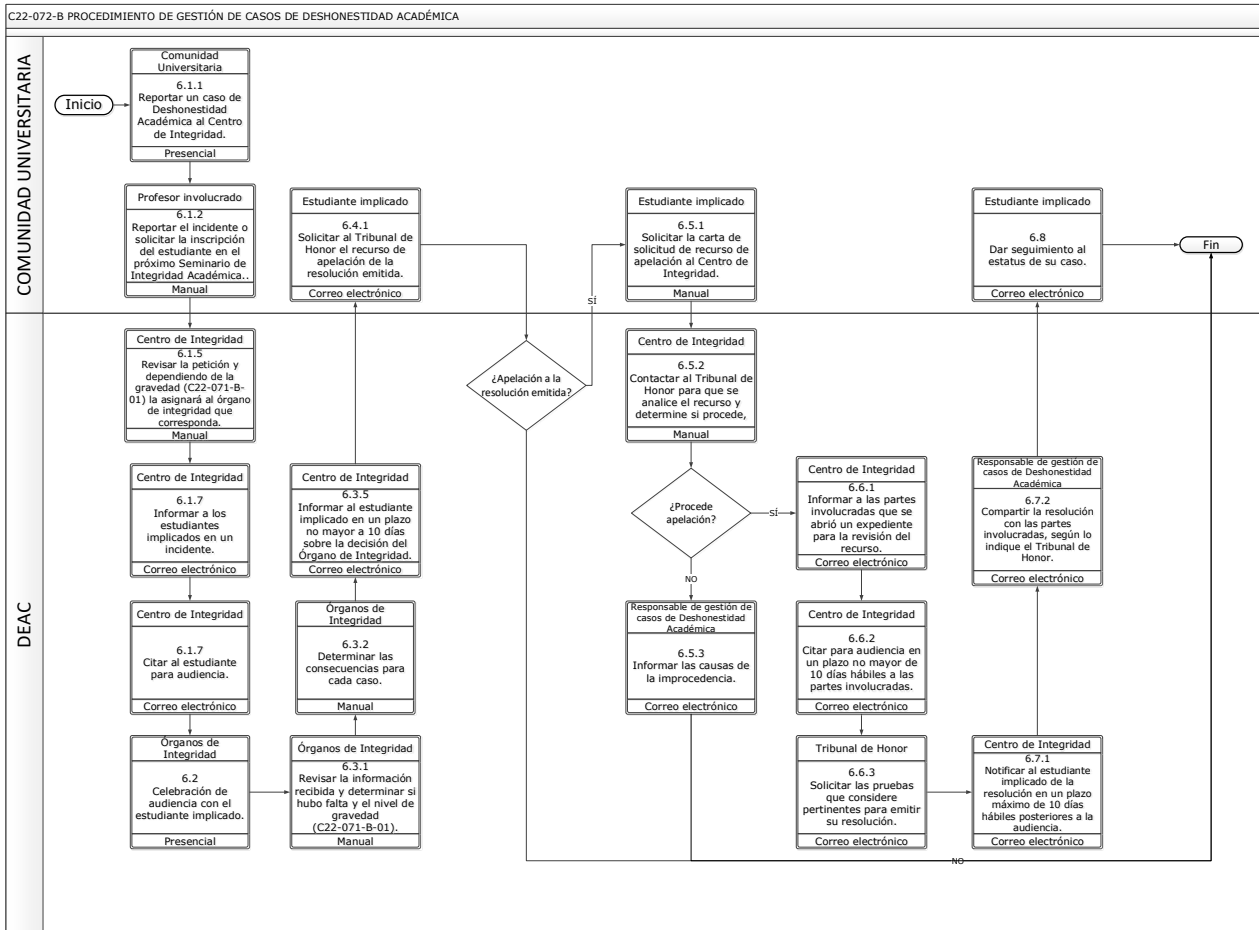 C22-072-B PROCEDIMIENTO DE GESTIÓN DE CASOS DE DESHONESTIDAD ACADÉMICA
COMUNIDAD UNIVERSITARIA
Inicio
Comunidad
Universitaria
6.1.1
Reportar un caso de
Deshonestidad
Académica al Centro
de Integridad.
Presencial
Profesor involucrado
6.1.2
Reportar el incidente o
solicitar la inscripción
del estudiante en el
próximo Seminario de
Integridad Académica..
Manual
Estudiante implicado
6.4.1
Solicitar al Tribunal de
Honor el recurso de
apelación de la
resolución emitida.
Correo electrónico
Estudiante implicado
6.5.1
Solicitar la carta de
solicitud de recurso de
apelación al Centro de
Integridad.
Manual
Estudiante implicado
6.8
Dar seguimiento al
estatus de su caso.
Correo electrónico
Fin
DEAC
Centro de Integridad
6.1.5
Revisar la petición y
dependiendo de la
gravedad (C22-071-B-
01) la asignará al órgano
de integridad que
corresponda.
Manual
Centro de Integridad
6.1.7
Informar a los
estudiantes
implicados en un
incidente.
Correo electrónico
Centro de Integridad
6.1.7
Citar al estudiante
para audiencia.
Correo electrónico
Órganos de
Integridad
6.2
Celebración de
audiencia con el
estudiante implicado.
Presencial
Órganos de Integridad
6.3.1
Revisar la información
recibida y determinar si
hubo falta y el nivel de
gravedad
(C22-071-B-01).
Manual
Órganos de
Integridad
6.3.2
Determinar las
consecuencias para
cada caso.
Manual
Centro de Integridad
6.3.5
Informar al estudiante
implicado en un plazo
no mayor a 10 días
sobre la decisión del
Órgano de Integridad.
Correo electrónico
¿Apelación a la
resolución emitida?
SÍ
NO
Centro de Integridad
6.5.2
Contactar al Tribunal de
Honor para que se
analice el recurso y
determine si procede,
Manual
¿Procede
apelación?
SÍ
NO
Responsable de gestión de
casos de Deshonestidad
Académica
6.5.3
Informar las causas de
la improcedencia.
Correo electrónico
Centro de Integridad
6.6.1
Informar a las partes
involucradas que se
abrió un expediente
para la revisión del
recurso.
Correo electrónico
Centro de Integridad
6.6.2
Citar para audiencia en
un plazo no mayor de
10 días hábiles a las
partes involucradas.
Correo electrónico
Tribunal de Honor
6.6.3
Solicitar las pruebas
que considere
pertinentes para emitir
su resolución.
Correo electrónico
Centro de Integridad
6.7.1
Notificar al estudiante
implicado de la
resolución en un plazo
máximo de 10 días
hábiles posteriores a la
audiencia.
Correo electrónico
Responsable de gestión de
casos de Deshonestidad
Académica
6.7.2
Compartir la resolución
con las partes
involucradas, según lo
indique el Tribunal de
Honor.
Correo electrónico